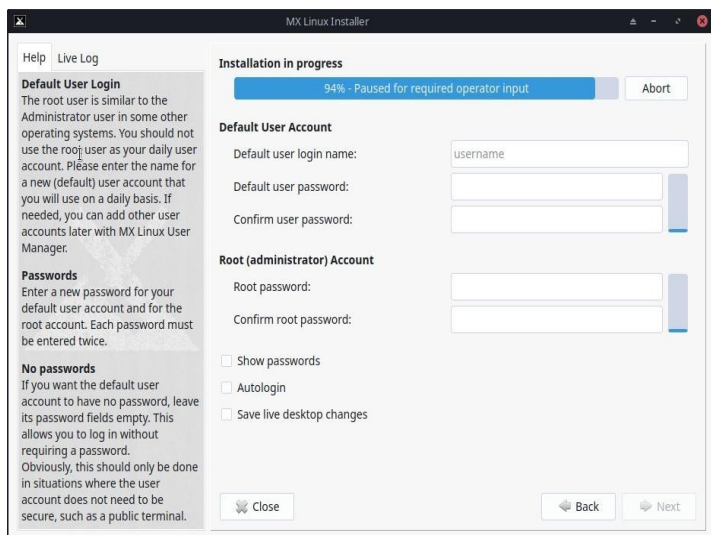 MX Linux Installer
Help
Live Log
Default User Login
The root user is similar to the
Administrator user in some other
operating systems. You should not
use the root user as your daily user
account. Please enter the name for
a new (default) user account that
you will use on a daily basis. If
needed, you can add other user
accounts later with MX Linux User
Manager.
Passwords
Enter a new password for your
default user account and for the
root account. Each password must
be entered twice.
No passwords
If you want the default user
account to have no password, leave
its password fields empty. This
allows you to log in without
requiring a password.
Obviously, this should only be done
in situations where the user
account does not need to be
secure, such as a public terminal.
Installation in progress
94% - Paused for required operator input
Abort
Default User Account
Default user login name:
username
Default user password:
Confirm user password:
Root (administrator) Account
Root password:
Confirm root password:
Show passwords
Autologin
Save live desktop changes
Close
Back
Next